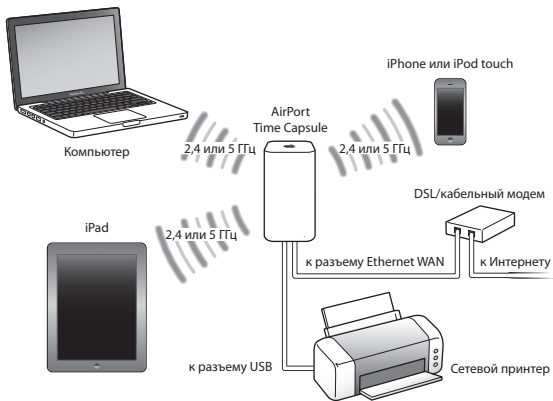 iPhone или iPod touch
AirPort
Time Capsule
Компьютер
2,4 или 5 ГГц
2,4 или 5 ГГц
DSL/кабельный модем
iPad
2,4 или 5 ГГц
к разъему Ethernet WAN
к Интернету
к разъему USB
Сетевой принтер